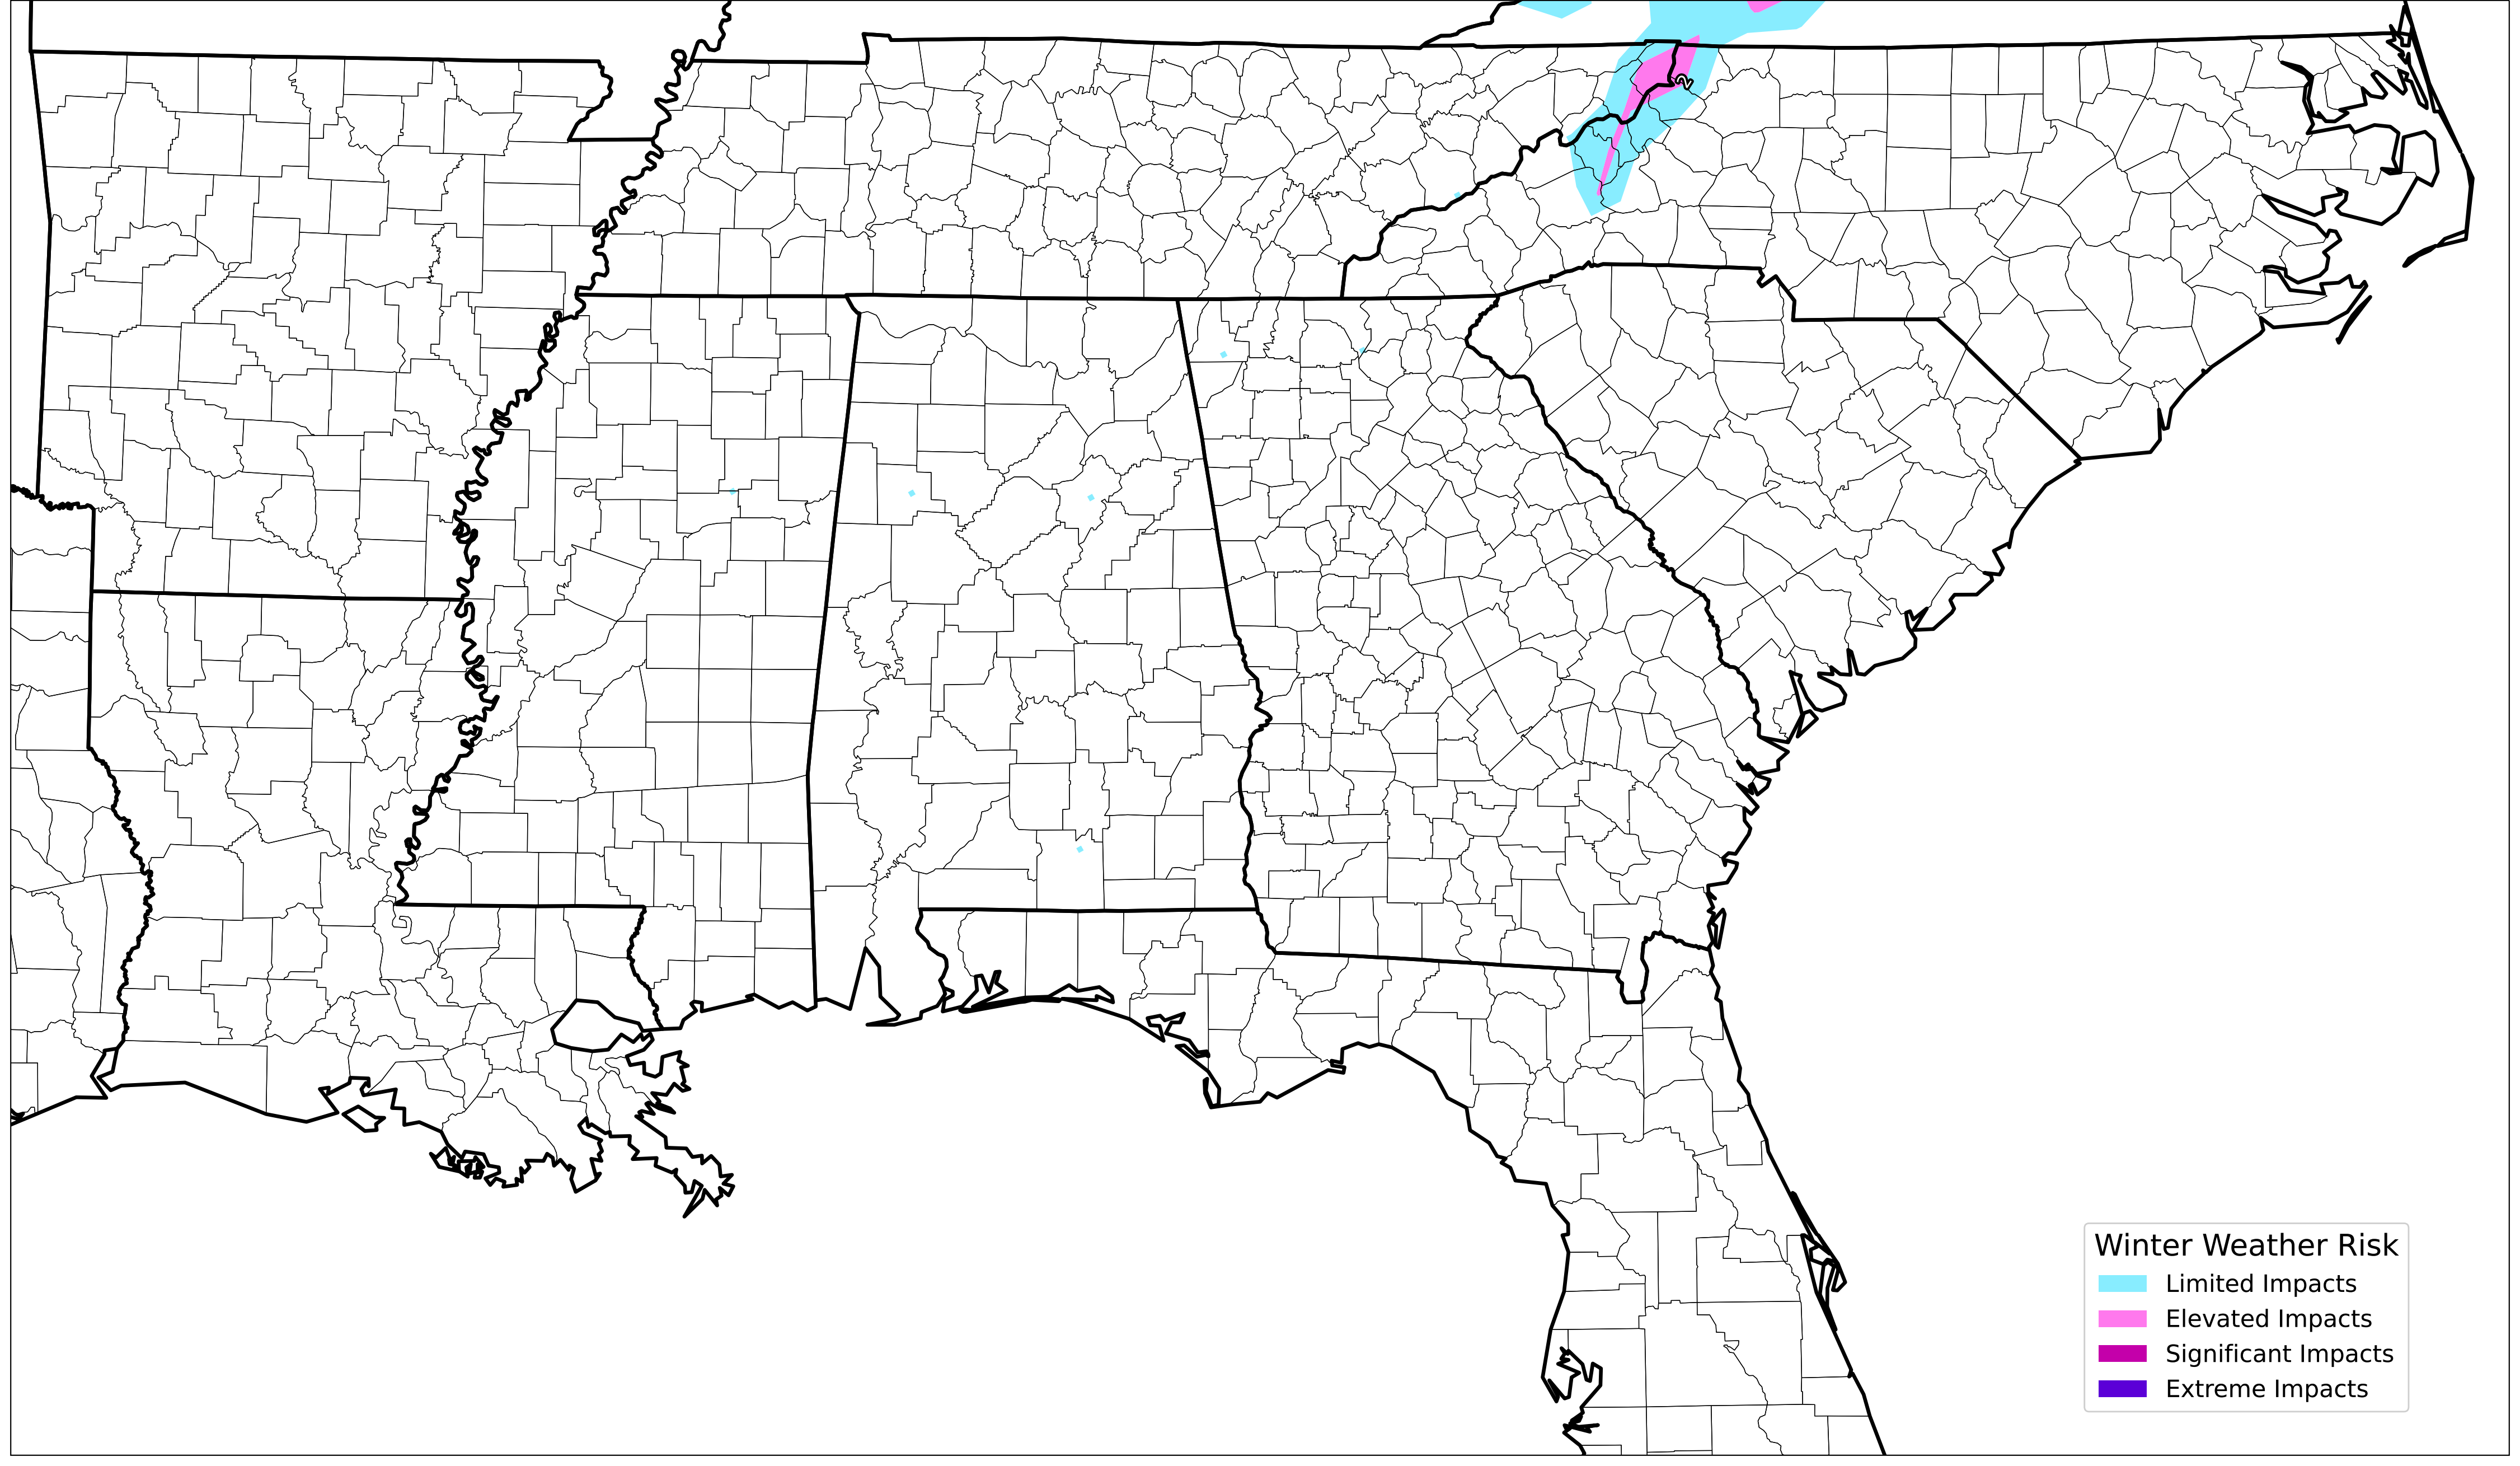 Winter Weather Risk
Limited Impacts
Elevated Impacts
Significant Impacts
Extreme Impacts